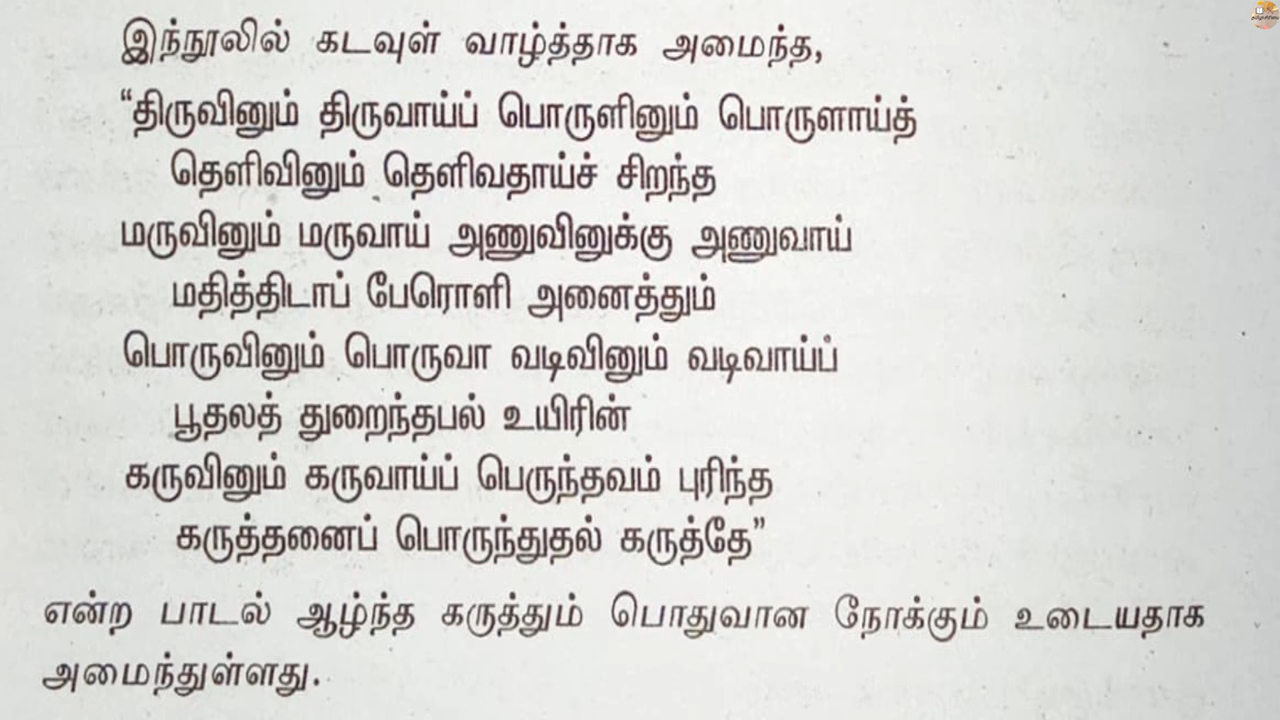 இந்நூலில் கடவுள் வாழ்த்தாக அமைந்த,
“திருவினும் திருவாய்ப் பொருளினும் பொருளாய்த்
தெளிவினும் தெளிவதாய்ச் சிறந்த
மருவினும் மருவாய் அணுவினுக்கு அணுவாய்
மதித்திடாப் பேரொளி அனைத்தும்
பொருவினும் பொருவா வடிவினும் வடிவாய்ப்
பூதலத் துறைந்தபல் உயிரின்
கருவினும் கருவாய்ப் பெருந்தவம் புரிந்த
கருத்தனைப் பொருந்துதல் கருத்தே”
என்ற பாடல் ஆழ்ந்த கருத்தும் பொதுவான நோக்கும் உடையதாக
அமைந்துள்ளது.